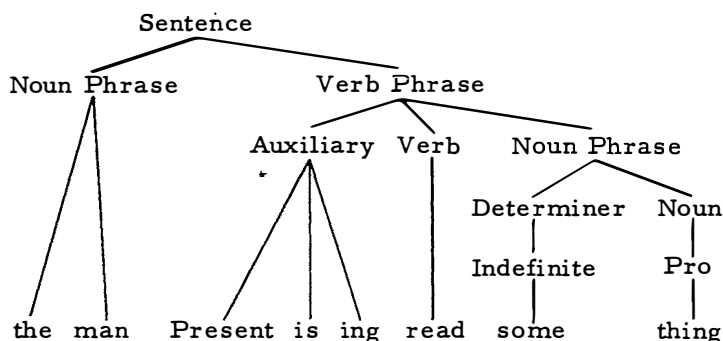 Sentence
Noun Phrase Verb Phrase
Auxiliary Verb Noun Phrase
Determiner Noun
Indefinite Pro
the man Present is ing read some thing